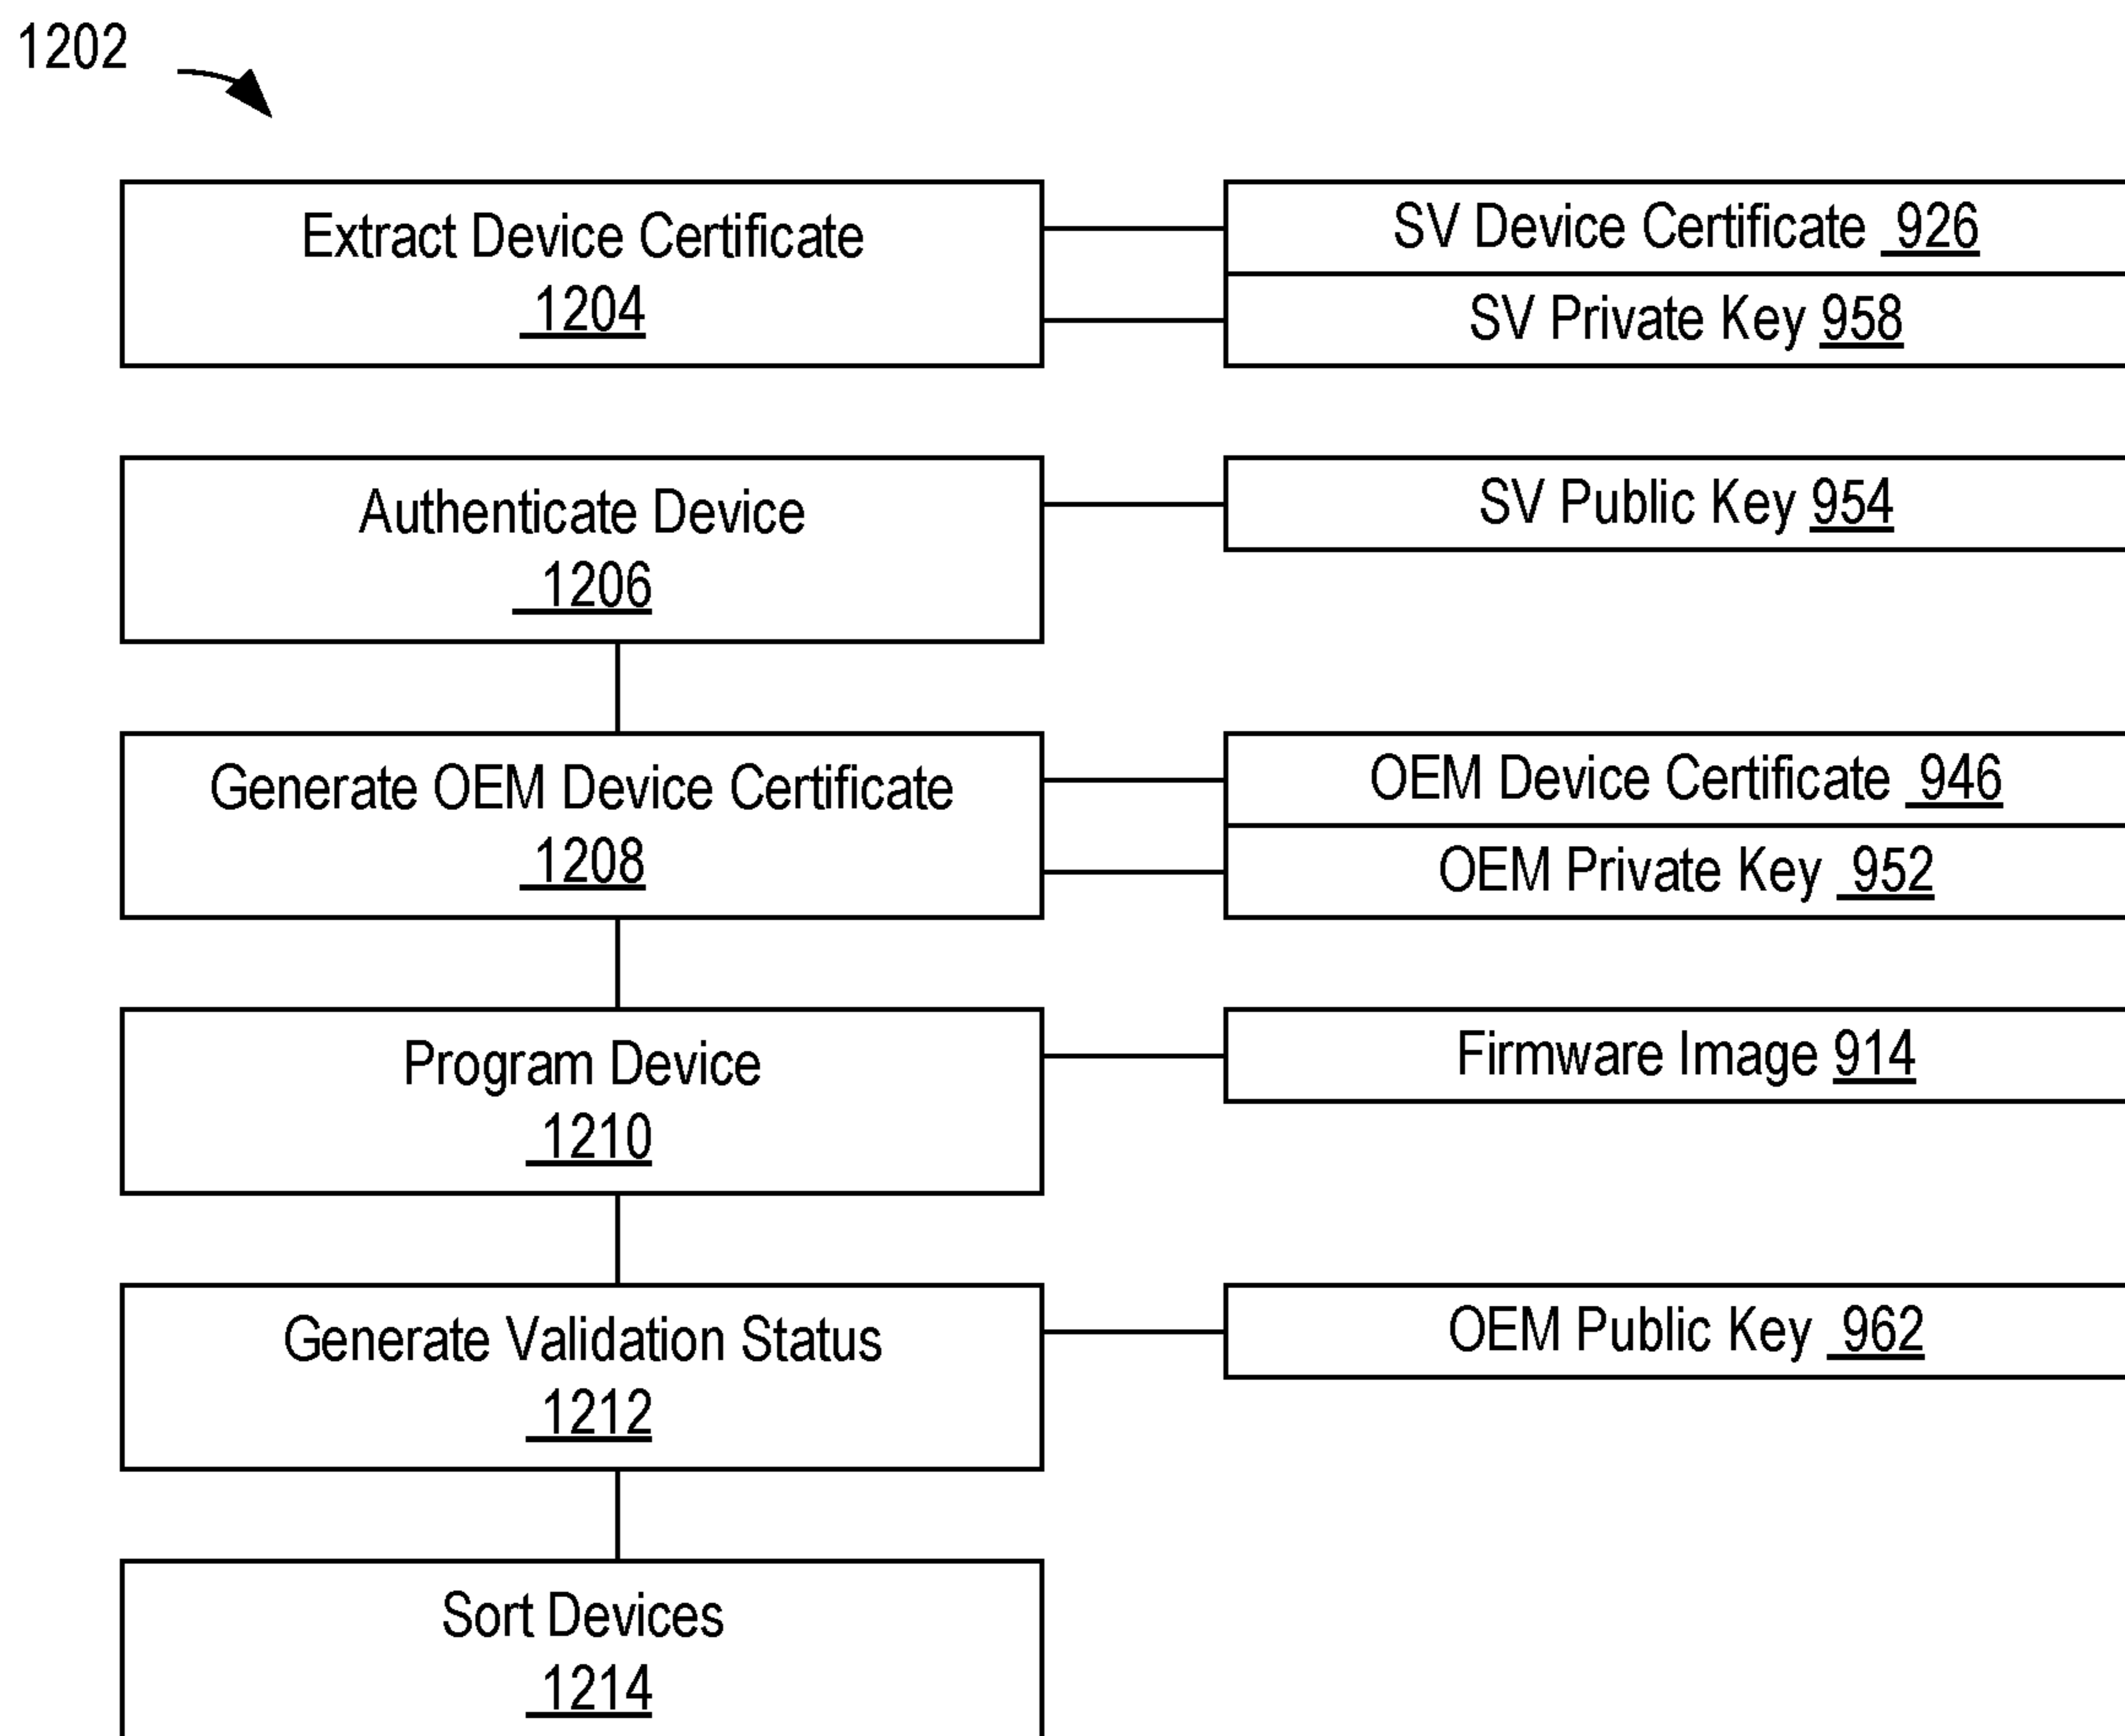 1202
Extract Device Certificate
1204
SV Device Certificate 926
SV Private Key 958
Authenticate Device
1206
SV Public Key 954
Generate OEM Device Certificate
1208
OEM Device Certificate 946
OEM Private Key 952
Program Device
1210
Firmware Image 914
Generate Validation Status
1212
OEM Public Key 962
Sort Devices
1214